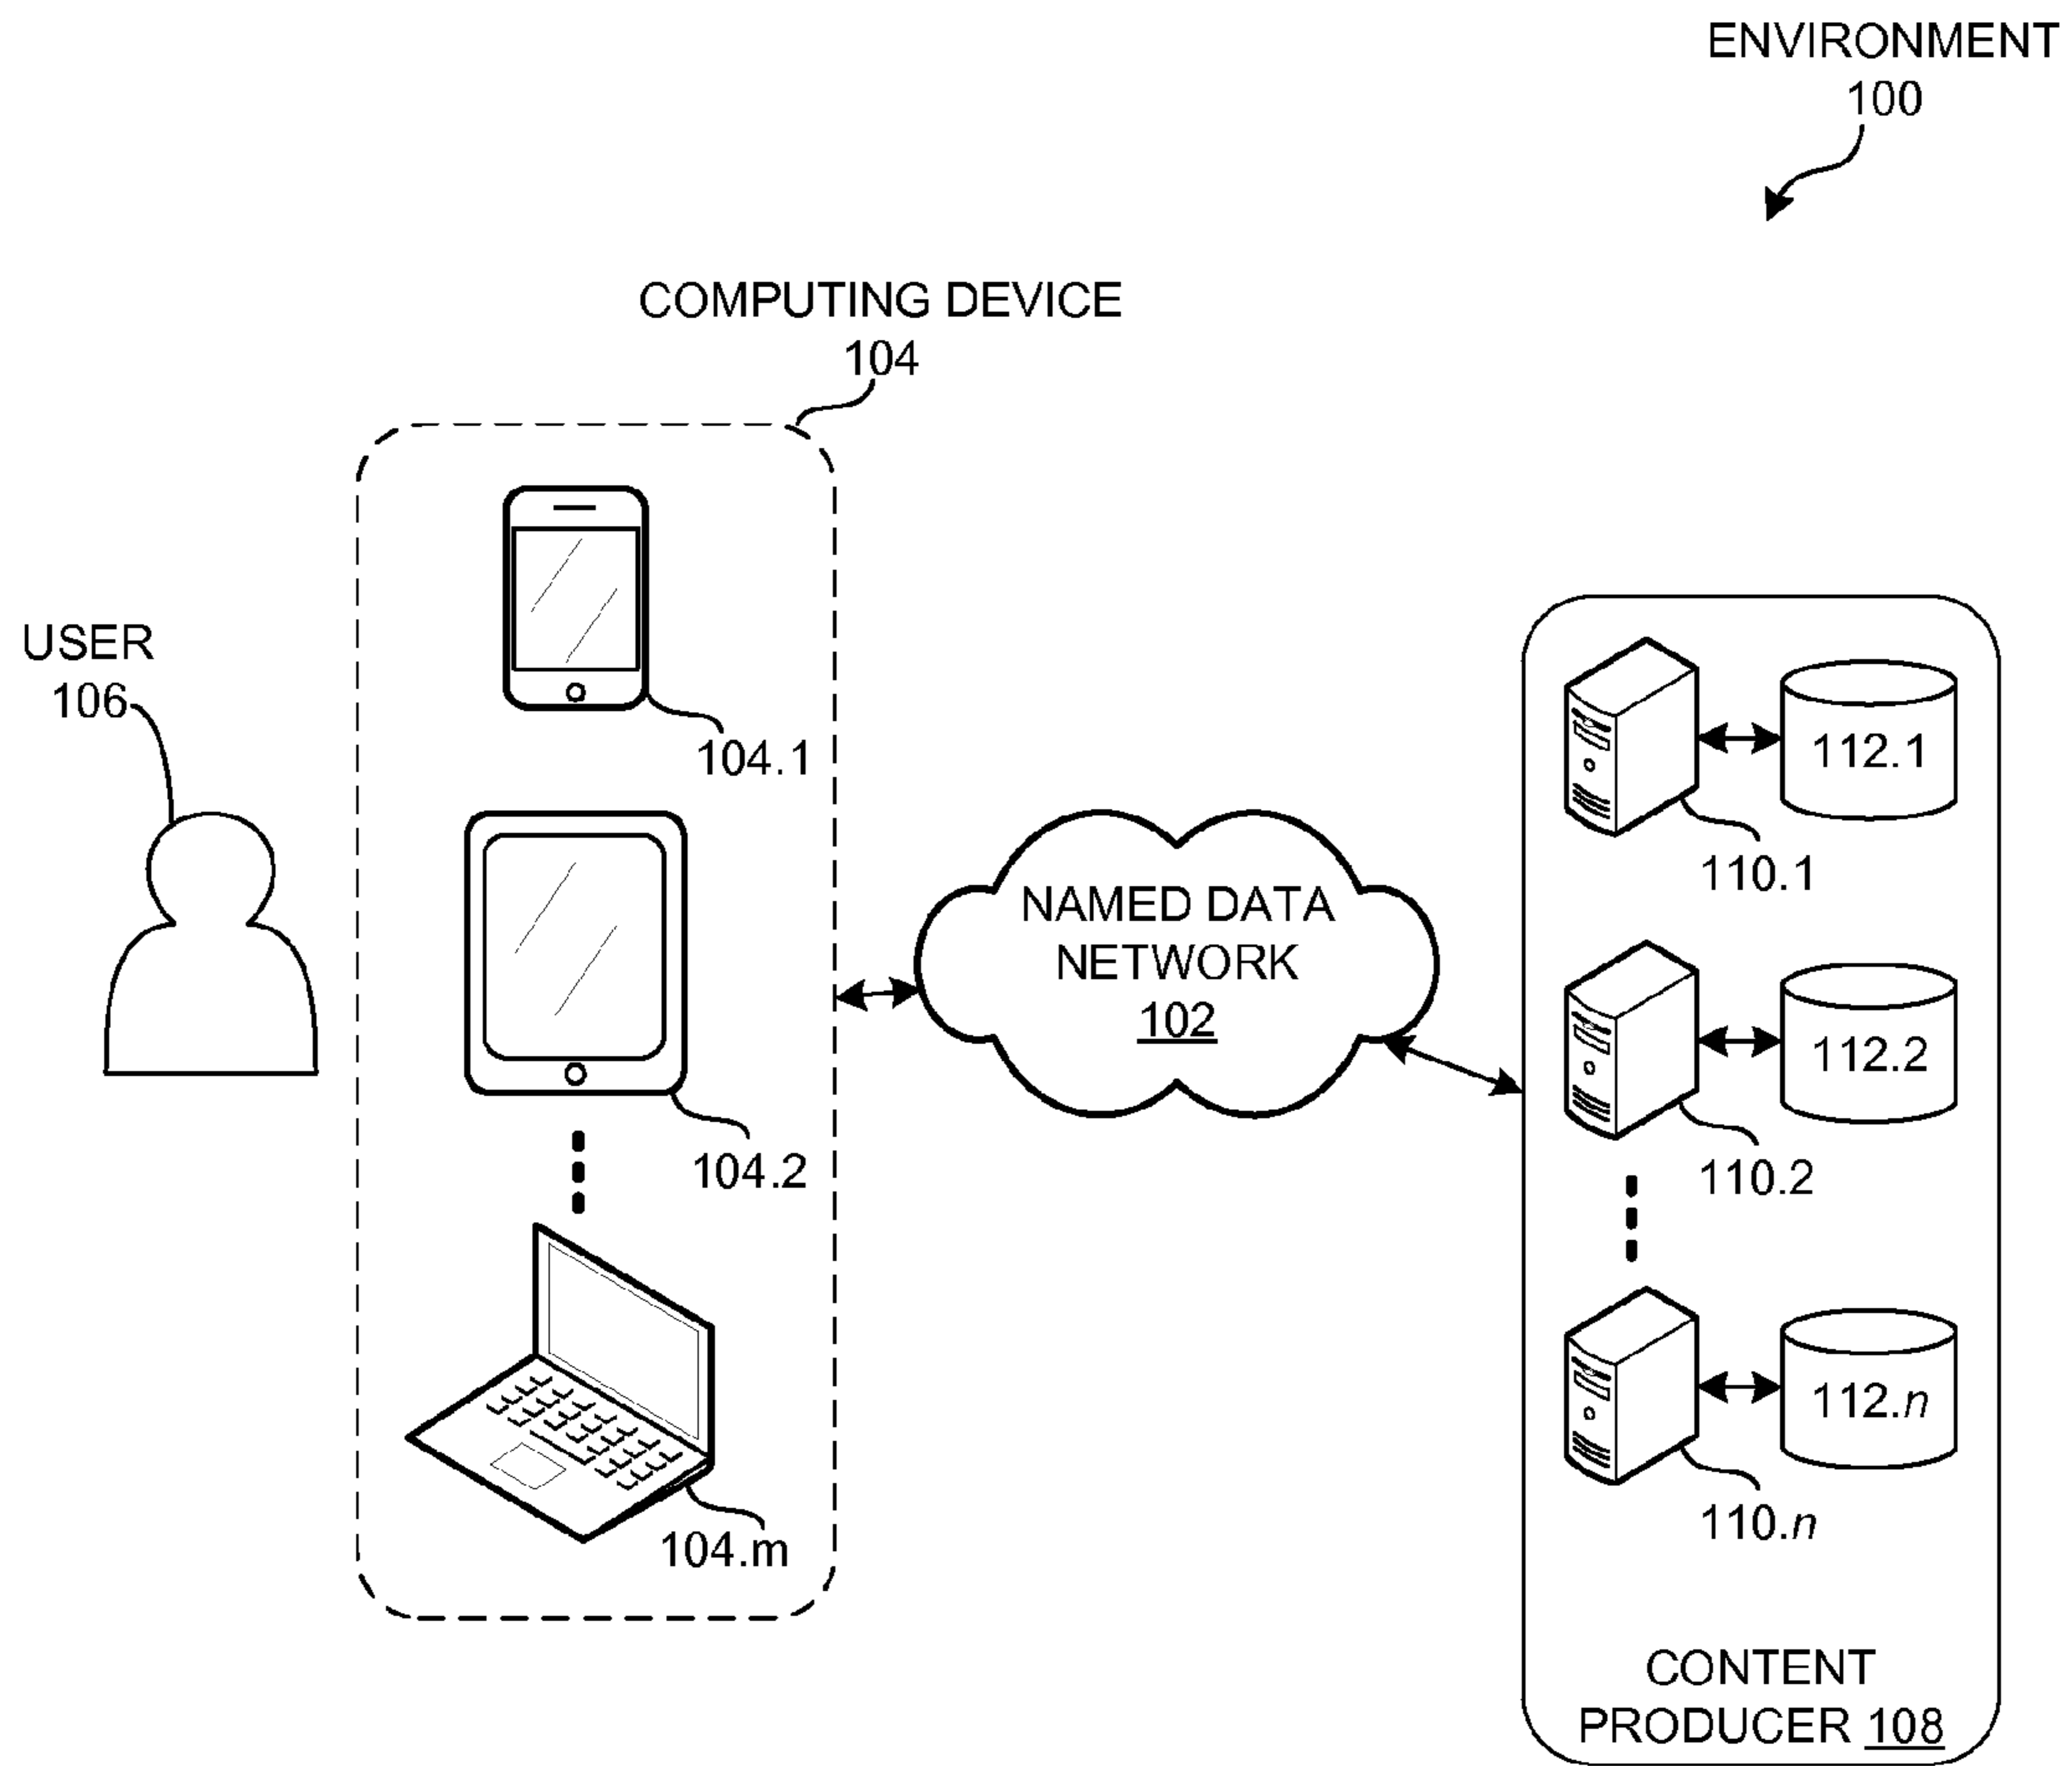 ENVIRONMENT
100
COMPUTING DEVICE
104
USER
106
104.1
104.2
104.m
NAMED DATA
NETWORK
102
112.1
110.1
112.2
110.2
112.n
110.n
CONTENT
PRODUCER 108